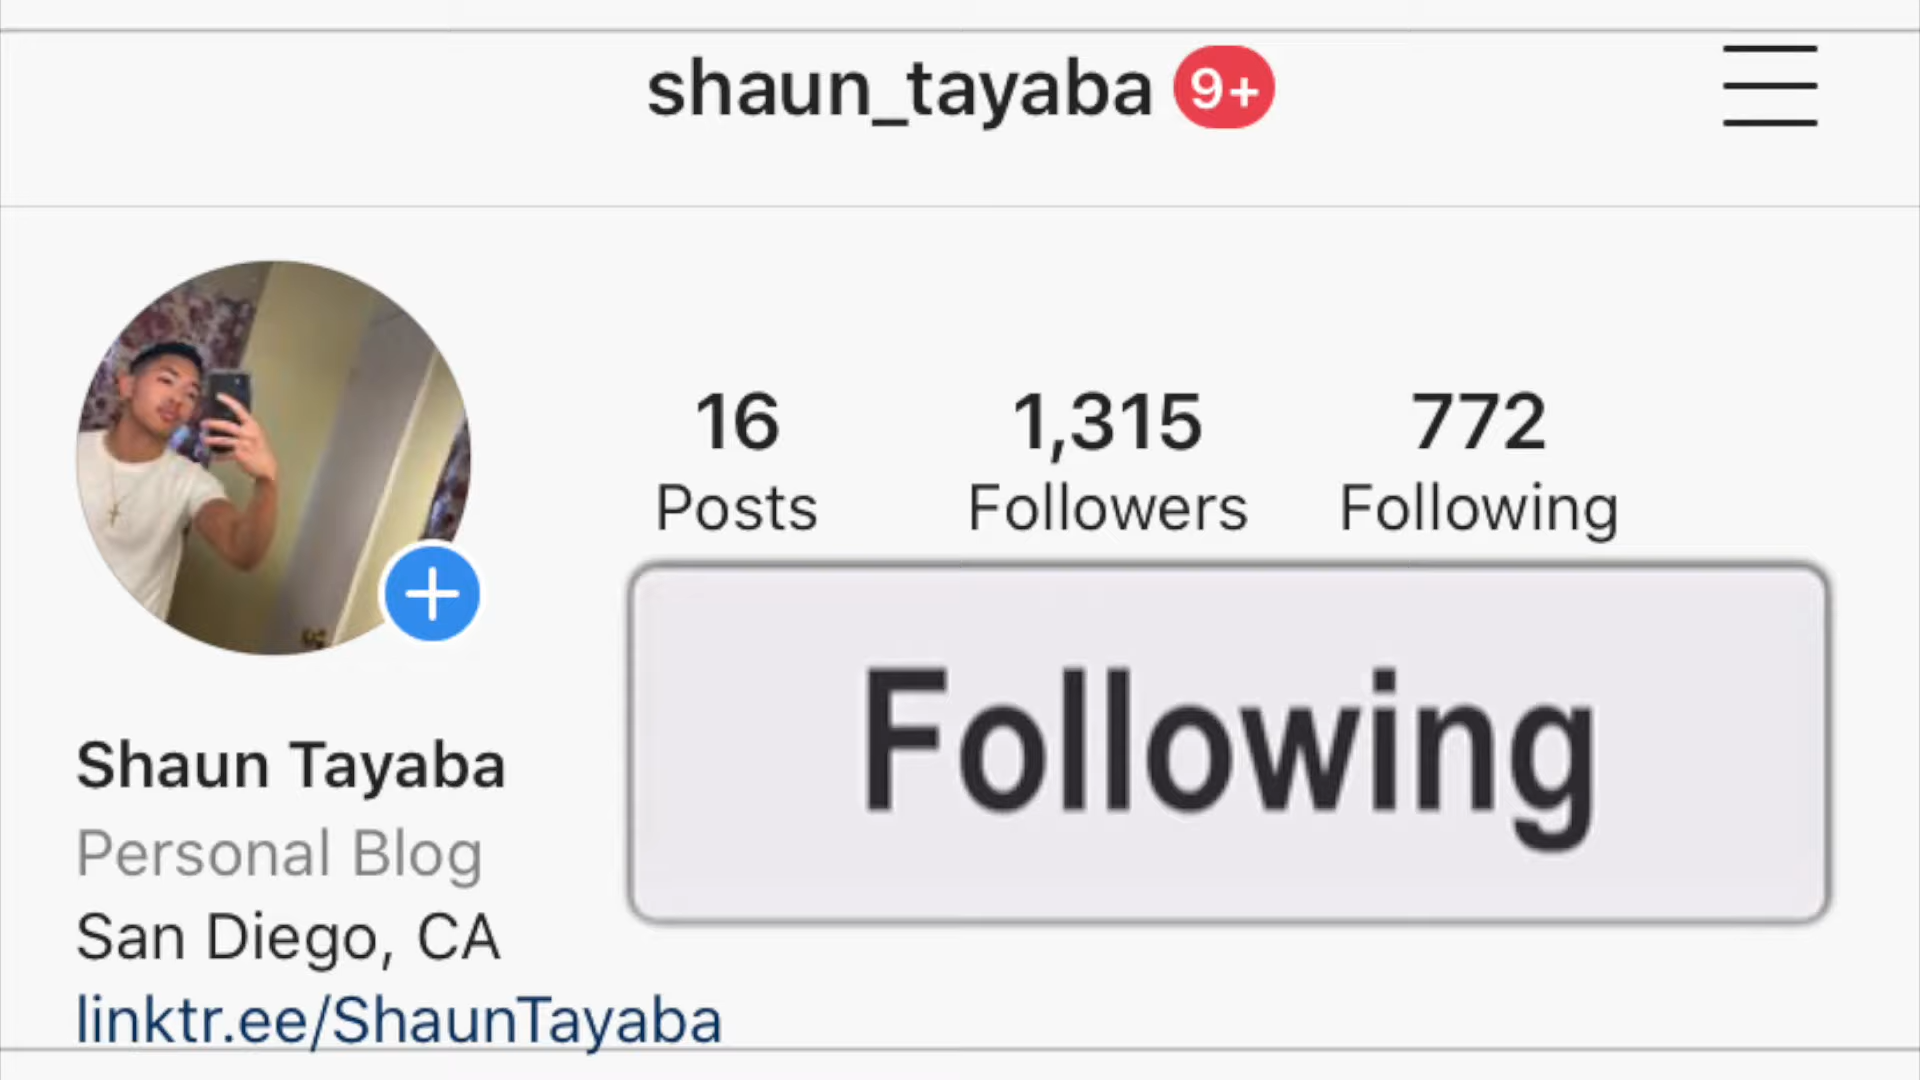 shaun_tayaba 9+
16 1,315 772
Posts Followers Following
Following
Shaun Tayaba
Personal Blog
San Diego, CA
linktr.ee/ShaunTayaba